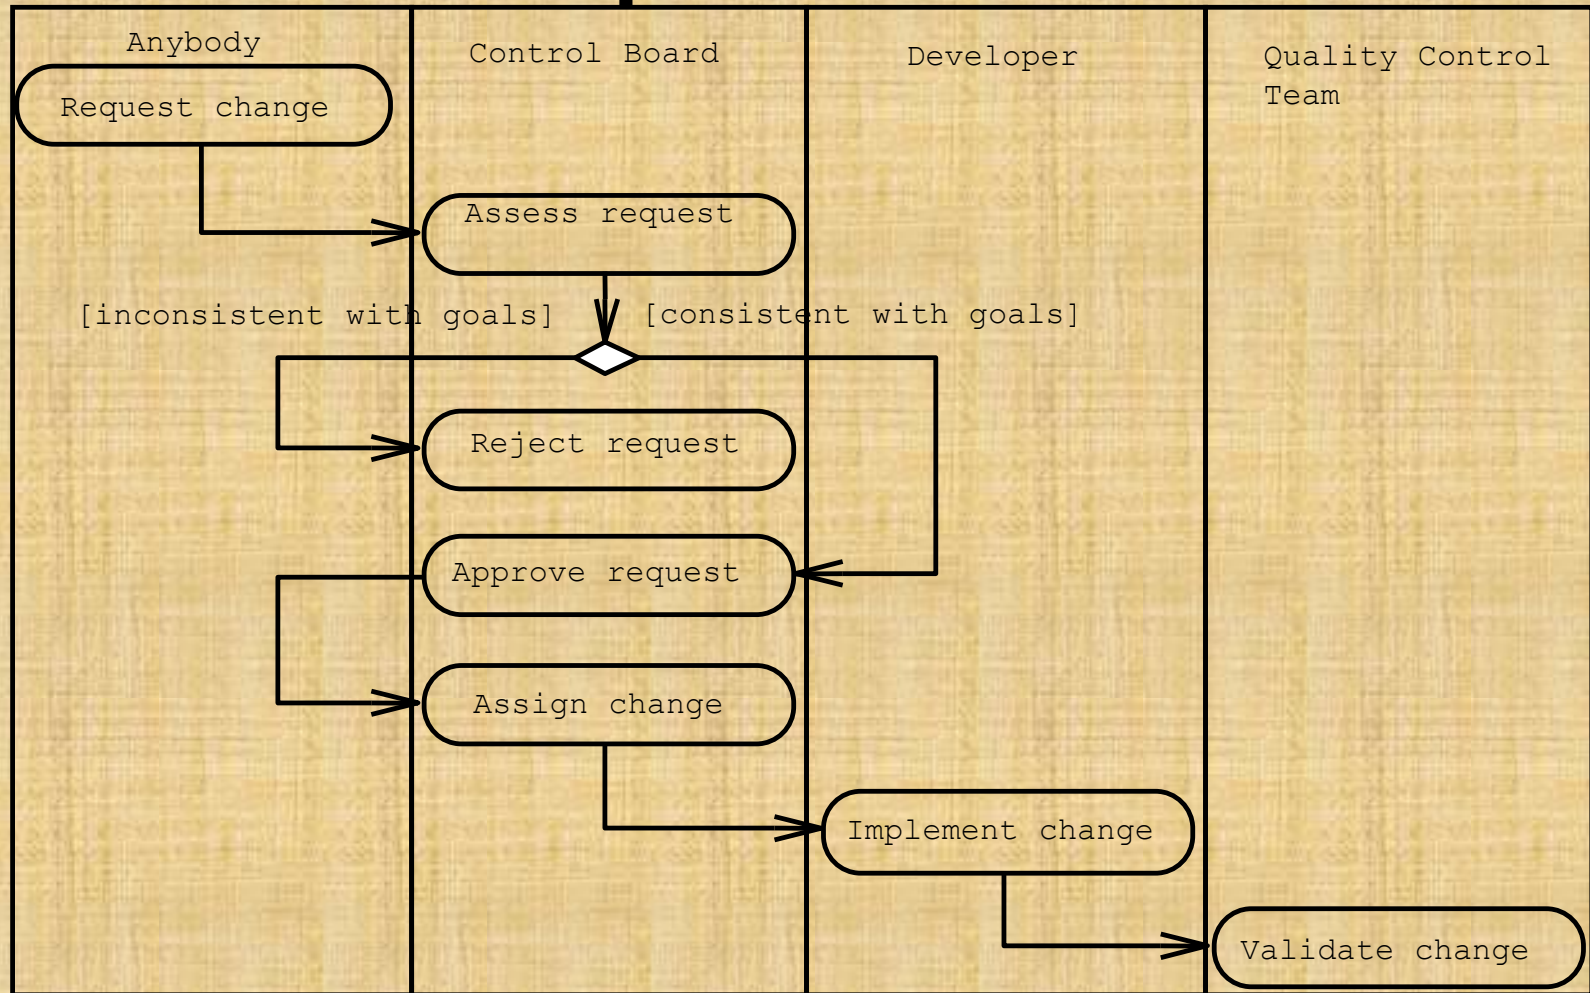 Anybody
Control Board
Developer
Quality Control
Team
Request change
Assess request
[inconsistent with goals]
[consistent with goals]
Reject request
Approve request
Assign change
Implement change
Validate change